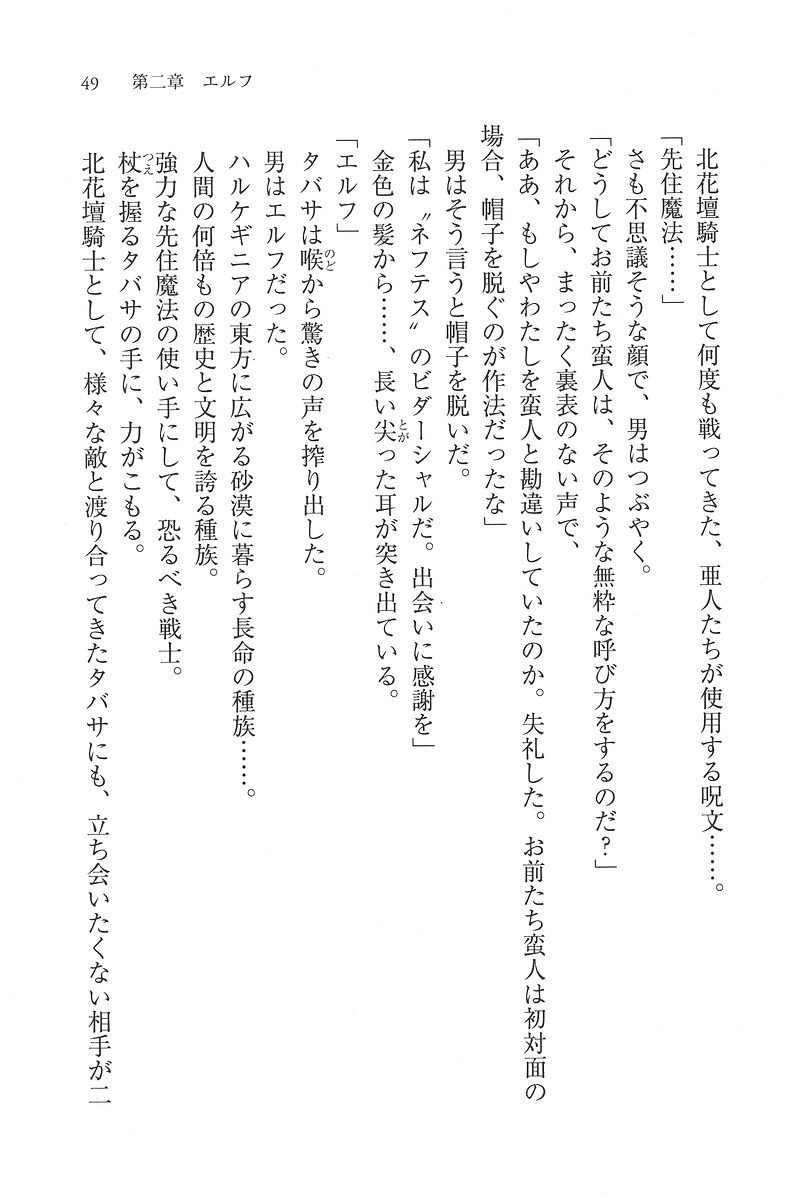 49　第二章　エルフ
　北花壇騎士として何度も戦ってきた、亜人たちが使用する呪文……。
「先住魔法……」
　さも不思議そうな顔で、男はつぶやく。
「どうしてお前たち蛮人は、そのような無粋な呼び方をするのだ？」
　それから、まったく裏表のない声で、
「ああ、もしやわたしを蛮人と勘違いしていたのか。失礼した。お前たち蛮人は初対面の
場合、帽子を脱ぐのが作法だったな」
　男はそう言うと帽子を脱いだ。
「私は〝ネフテス〟のビダーシャルだ。出会いに感謝を」
　金色の髪から……、長い尖った耳が突き出ている。
「エルフ」
　タバサは喉から驚きの声を搾り出した。
　男はエルフだった。
　ハルケギニアの東方に広がる砂漠に暮らす長命の種族……。
　人間の何倍もの歴史と文明を誇る種族。
　強力な先住魔法の使い手にして、恐るべき戦士。
　杖を握るタバサの手に、力がこもる。
　北花壇騎士として、様々な敵と渡り合ってきたタバサにも、立ち会いたくない相手が二